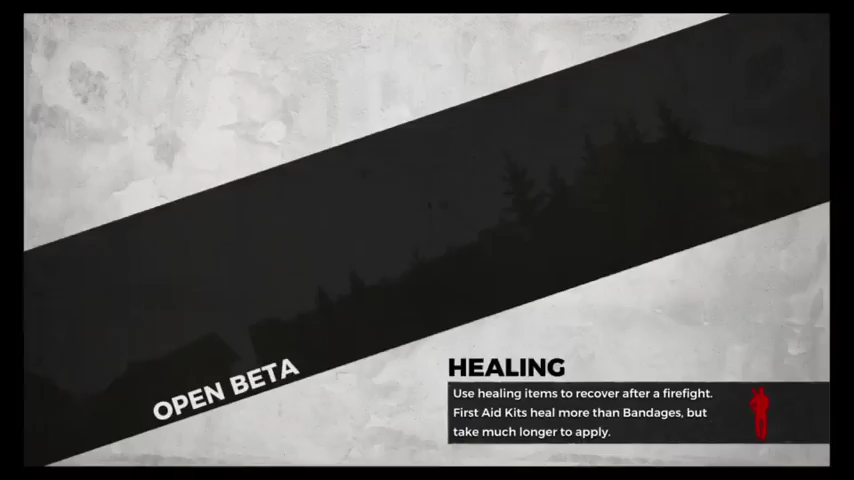 OPEN BETA
HEALING
Use healing items to recover after a firefight.
First Aid Kits heal more than Bandages, but
take much longer to apply.